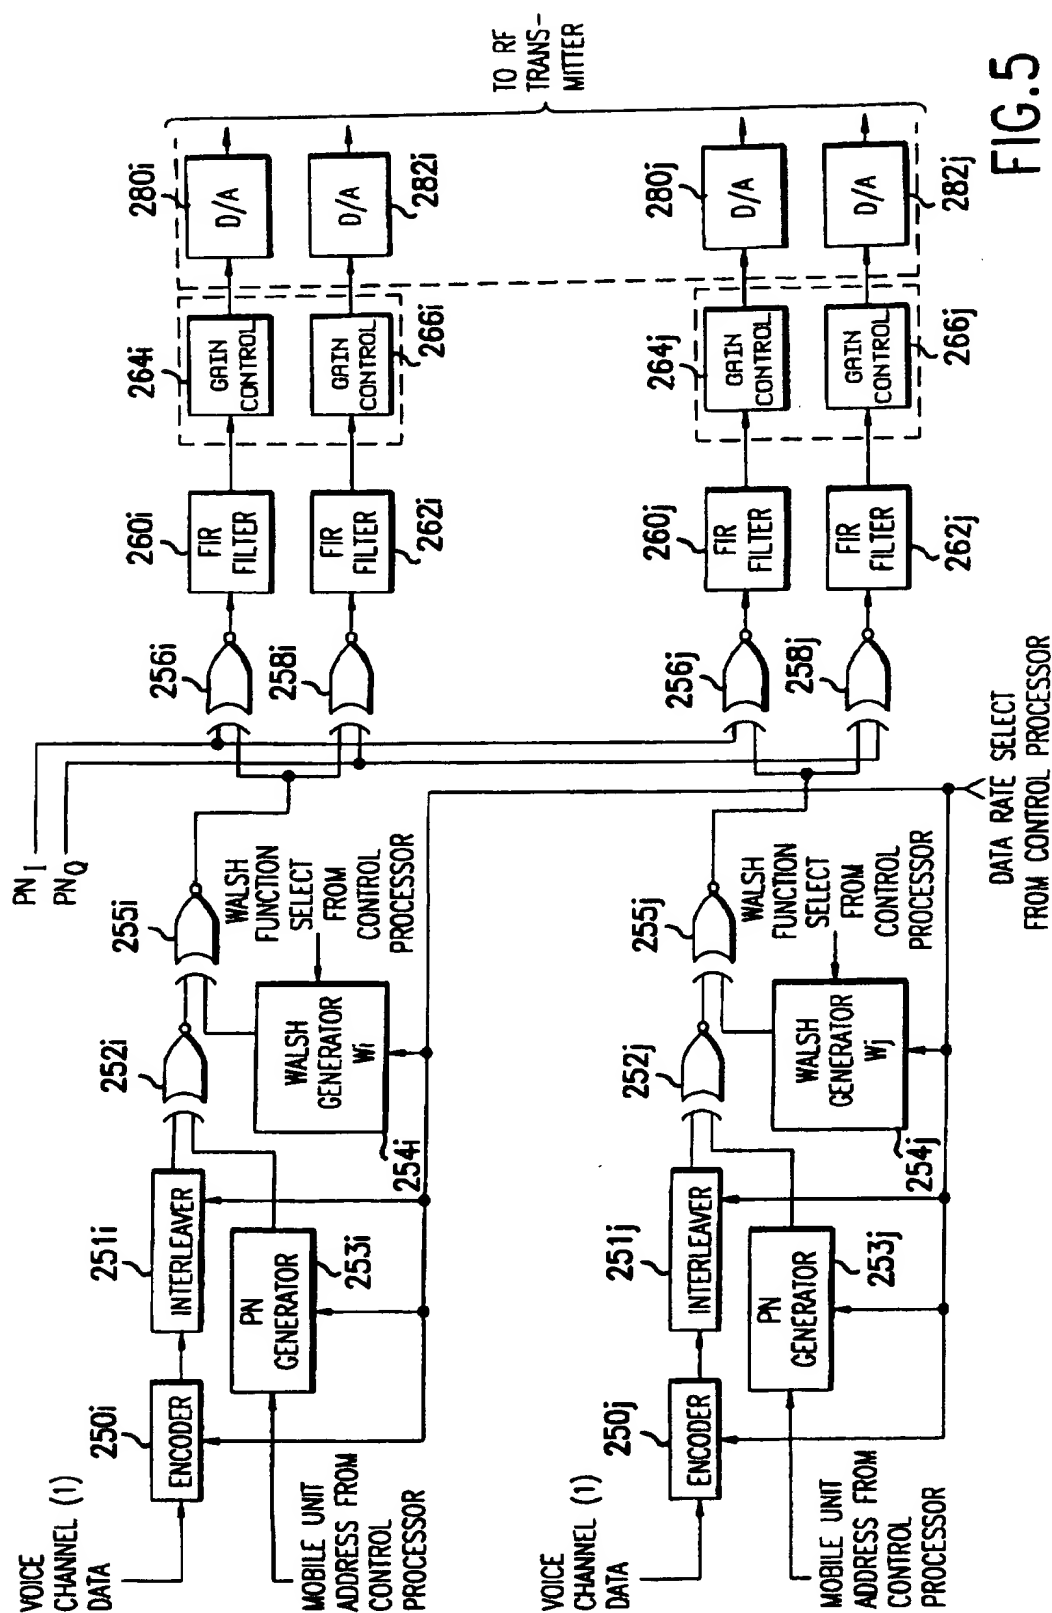 VOICE
CHANNEL (1)
DATA
250i
ENCODER
251i
INTERLEAVER
MOBILE UNIT
ADDRESS FROM
CONTROL
PROCESSOR
PN
GENERATOR
253i
252i
WALSH
GENERATOR
Wi
254i
255i
WALSH
FUNCTION
SELECT
FROM
CONTROL
PROCESSOR
PN I
PN Q
256i
258i
260i
FIR
FILTER
FIR
FILTER
262i
264i
GAIN
CONTROL
GAIN
CONTROL
266i
280i
D/A
D/A
282i
TO RF
TRANS-
MITTER
VOICE
CHANNEL (1)
DATA
250j
ENCODER
251j
INTERLEAVER
MOBILE UNIT
ADDRESS FROM
CONTROL
PROCESSOR
PN
GENERATOR
253j
252j
WALSH
GENERATOR
Wj
254j
255j
WALSH
FUNCTION
SELECT
FROM
CONTROL
PROCESSOR
256j
258j
260j
FIR
FILTER
FIR
FILTER
262j
264j
GAIN
CONTROL
GAIN
CONTROL
266j
280j
D/A
D/A
282j
DATA RATE SELECT
FROM CONTROL PROCESSOR
FIG.5